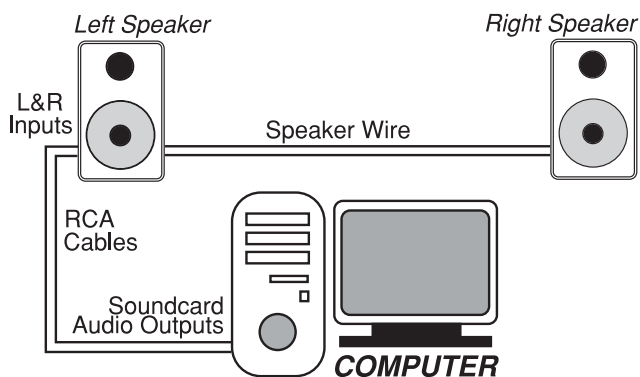 Left Speaker
Right Speaker
L&R
Inputs
Speaker Wire
RCA
Cables
Soundcard
Audio Outputs
COMPUTER